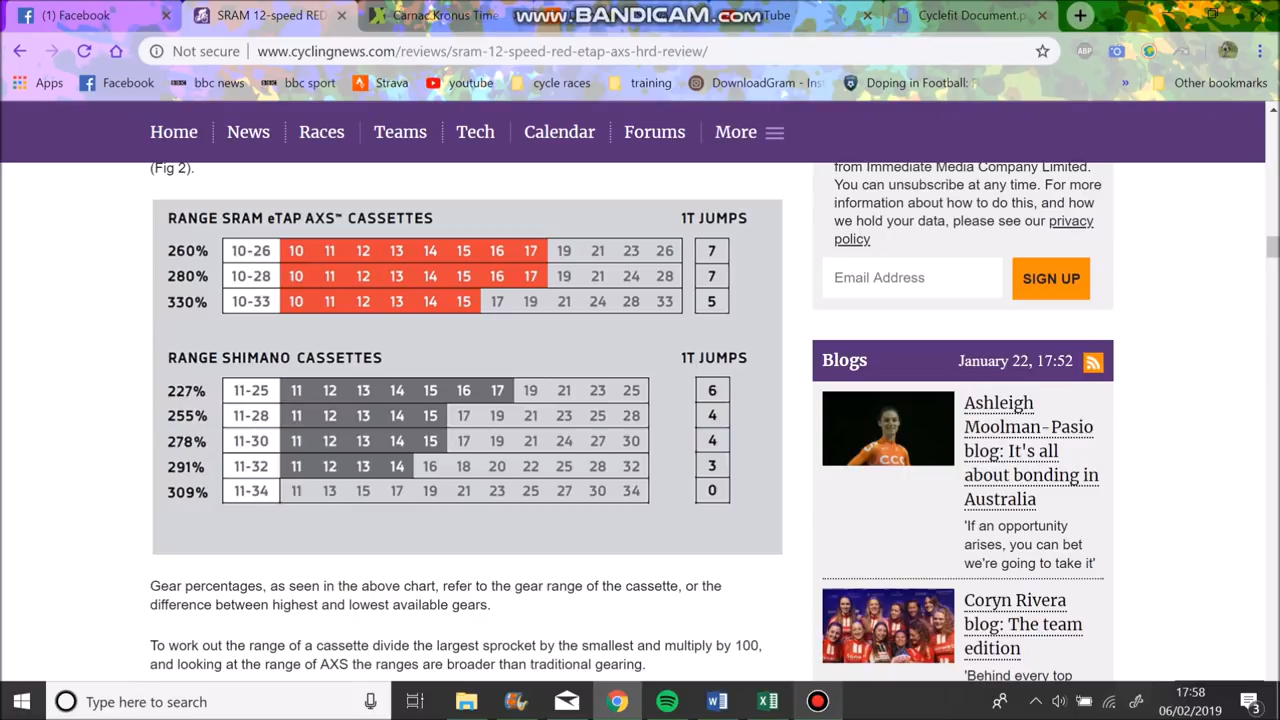 (1) Facebook
SRAM 12-speed RED
Carnac Kronus Time
www.BANDICAM.com
Tube
Cyclefit Document.p
Not secure
www.cyclingnews.com/reviews/sram-12-speed-red-etap-axs-hrd-review/
ABP
Apps
Facebook
bbc news
bbc sport
Strava
youtube
cycle races
training
DownloadGram - Inst
Doping in Football:
»
Other bookmarks
Home
News
Races
Teams
Tech
Calendar
Forums
More
(Fig 2).
RANGE SRAM eTAP AXS™ CASSETTES 1T JUMPS
260% 10-26 10 11 12 13 14 15 16 17 19 21 23 26 7
280% 10-28 10 11 12 13 14 15 16 17 19 21 24 28 7
330% 10-33 10 11 12 13 14 15 17 19 21 24 28 33 5
RANGE SHIMANO CASSETTES 1T JUMPS
227% 11-25 11 12 13 14 15 16 17 19 21 23 25 6
255% 11-28 11 12 13 14 15 17 19 21 23 25 28 4
278% 11-30 11 12 13 14 15 17 19 21 24 27 30 4
291% 11-32 11 12 13 14 16 18 20 22 25 28 32 3
309% 11-34 11 13 15 17 19 21 23 25 27 30 34 0
Gear percentages, as seen in the above chart, refer to the gear range of the cassette, or the
difference between highest and lowest available gears.
To work out the range of a cassette divide the largest sprocket by the smallest and multiply by 100,
and looking at the range of AXS the ranges are broader than traditional gearing.
from Immediate Media Company Limited.
You can unsubscribe at any time. For more
information about how to do this, and how
we hold your data, please see our privacy
policy
Email Address
SIGN UP
Blogs
January 22, 17:52
CCC
Ashleigh
Moolman-Pasio
blog: It's all
about bonding in
Australia
'If an opportunity
arises, you can bet
we're going to take it'
Coryn Rivera
blog: The team
edition
'Behind every top
Type here to search
17:58
06/02/2019
3